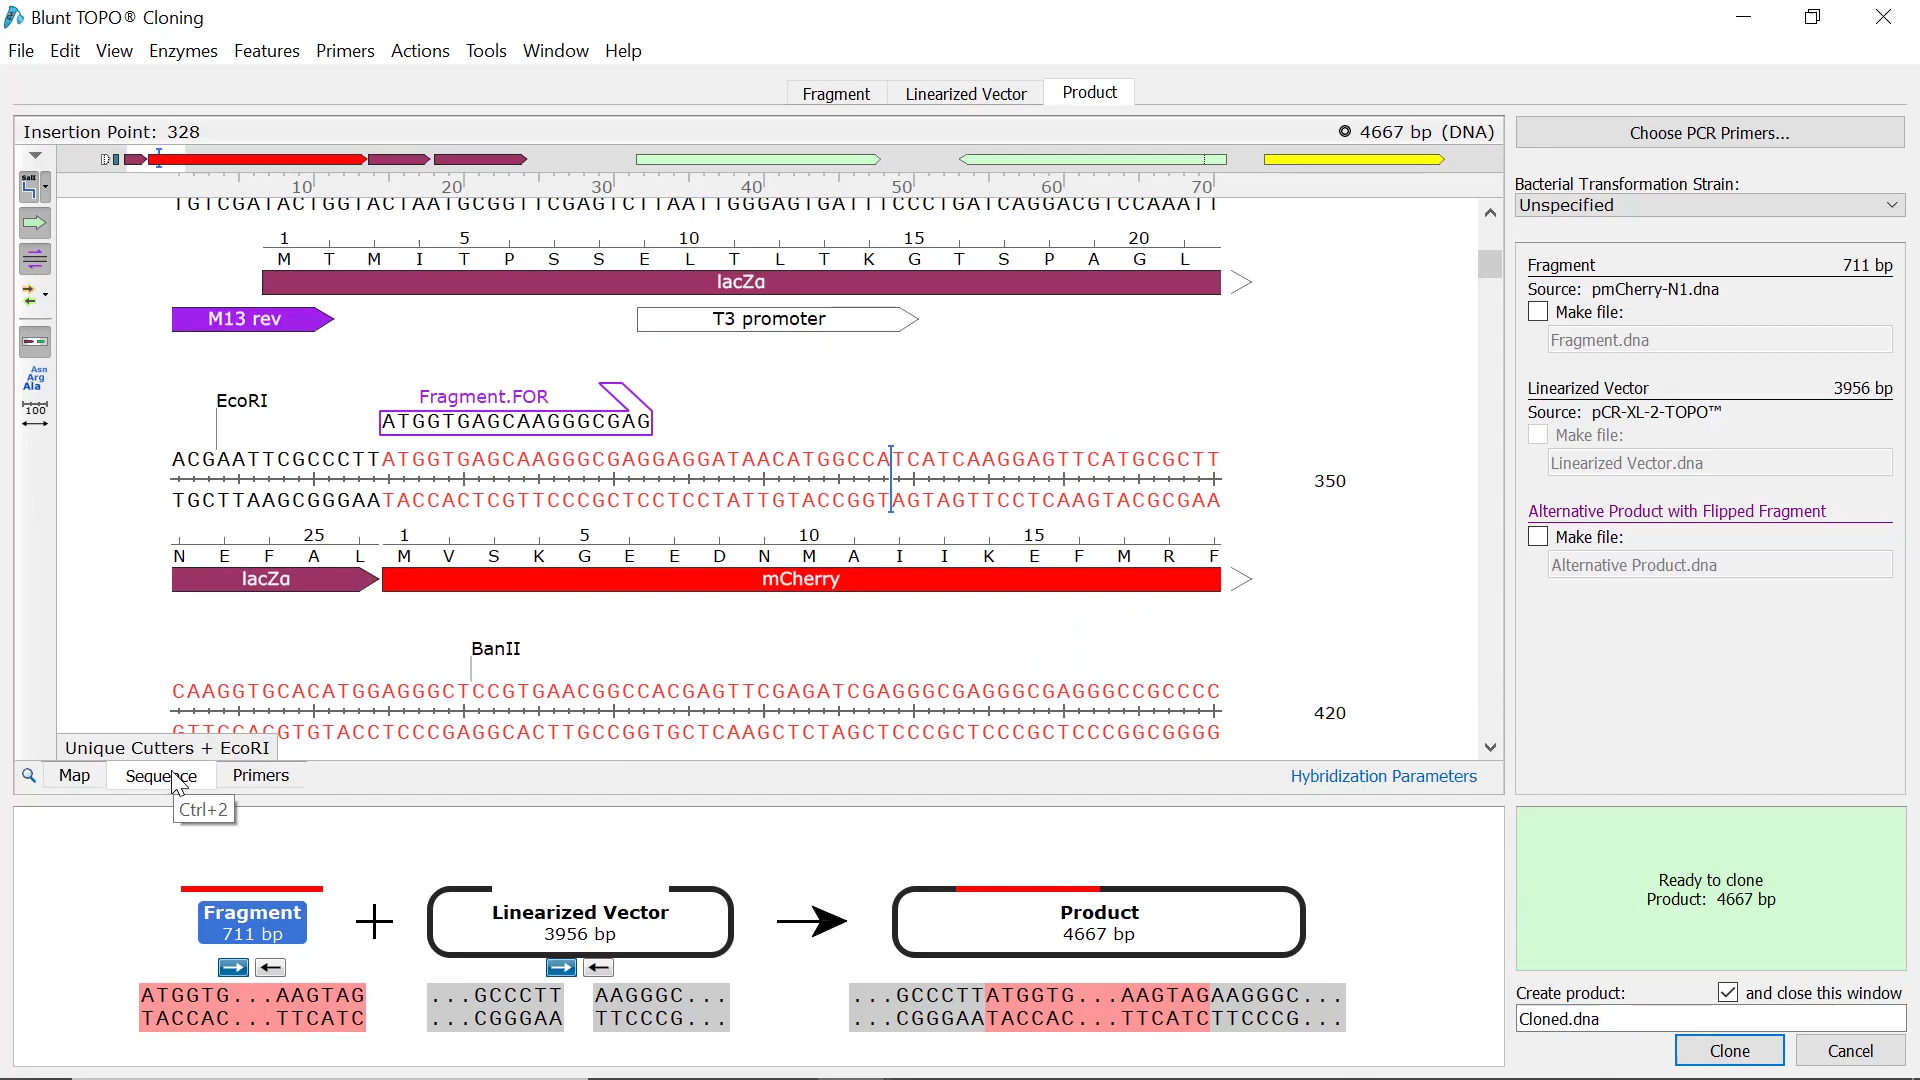 Blunt TOPO® Cloning
File Edit View Enzymes Features Primers Actions Tools Window Help
Fragment Linearized Vector Product
Insertion Point: 328
4667 bp (DNA)
10 20 30 40 50 60 70
TGTCGATACTGGTACTAATGCGGTTCGAGTCTTAATTGGGAGTGATTTCCCTGATCAGGACGTCCAAATT
1 5 10 15 20
M T M I T P S S E L T L T K G T S P A G L
lacZα
M13 rev
T3 promoter
EcoRI
Fragment.FOR
ATGGTGAGCAAGGGCGAG
ACGAATTCGCCCTTATGGTGAGCAAGGGCGAGGAGGATAACATGGCCATCATCAAGGAGTTCATGCGCTT
350
TGCTTAAGCGGGAATACCACTCGTTCCCGCTCCTCCTATTGTACCGGTAGTAGTTCCTCAAGTACGCGAA
25 1 5 10 15
N E F A L M V S K G E E D N M A I I K E F M R F
lacZα
mCherry
BanII
CAAGGTGCACATGGAGGGCTCCGTGAACGGCCACGAGTTCGAGATCGAGGGCGAGGGCGAGGGCCGCCCC
420
GTTCCACGTGTACCTCCCGAGGCACTTGCCGGTGCTCAAGCTCTAGCTCCCGCTCCCGCTCCCGGCGGGG
Unique Cutters + EcoRI
Map Sequence Primers
Hybridization Parameters
Ctrl+2
SalI
Asn
Arg
Ala
100
Choose PCR Primers...
Bacterial Transformation Strain:
Unspecified
Fragment 711 bp
Source: pmCherry-N1.dna
Make file:
Fragment.dna
Linearized Vector 3956 bp
Source: pCR-XL-2-TOPO™
Make file:
Linearized Vector.dna
Alternative Product with Flipped Fragment
Make file:
Alternative Product.dna
Fragment
711 bp
Linearized Vector
3956 bp
Product
4667 bp
ATGGTG...AAGTAG
TACCAC...TTCATC
...GCCCTT AAGGGC...
...CGGGAA TTCCCG...
...GCCCTTATGGTG...AAGTAGAAGGGC...
...CGGGAATACCAC...TTCATCTTCCCG...
Ready to clone
Product: 4667 bp
Create product: and close this window
Cloned.dna
Clone Cancel